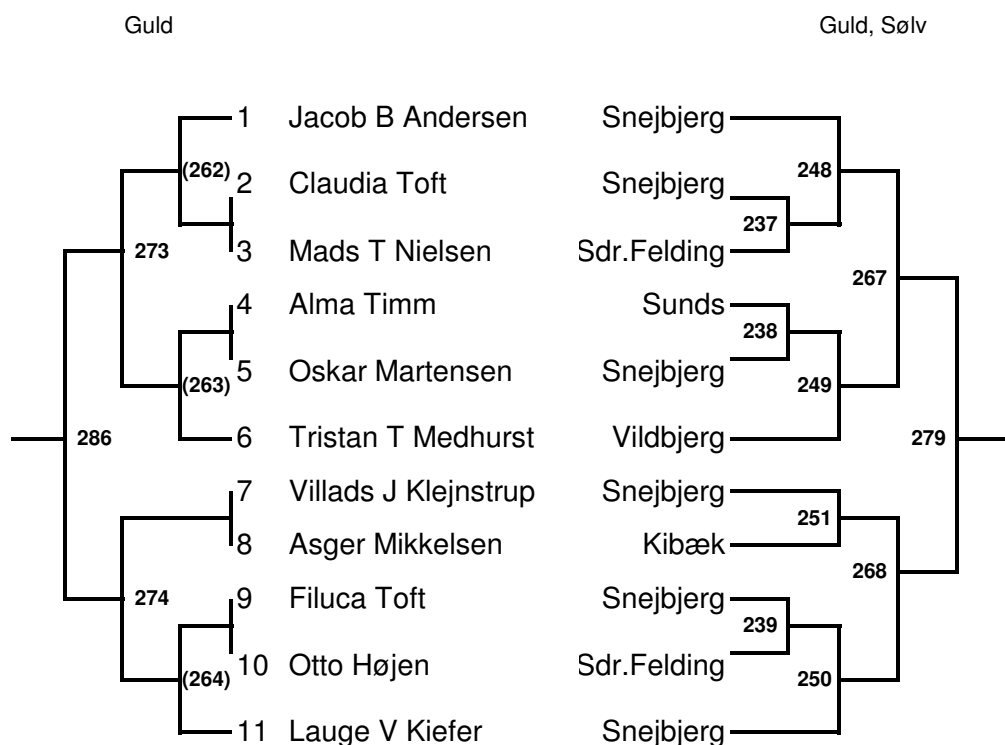 Guld Guld, Sølv
1 Jacob B Andersen Snejbjerg
(262) 248
2 Claudia Toft Snejbjerg
237
273 3 Mads T Nielsen Sdr.Felding
267
4 Alma Timm Sunds
238
5 Oskar Martensen Snejbjerg
(263) 249
286 6 Tristan T Medhurst Vildbjerg 279
7 Villads J Klejnstrup Snejbjerg
251
8 Asger Mikkelsen Kibæk
268
274 9 Filuca Toft Snejbjerg
239
10 Otto Højen Sdr.Felding
(264) 250
11 Lauge V Kiefer Snejbjerg